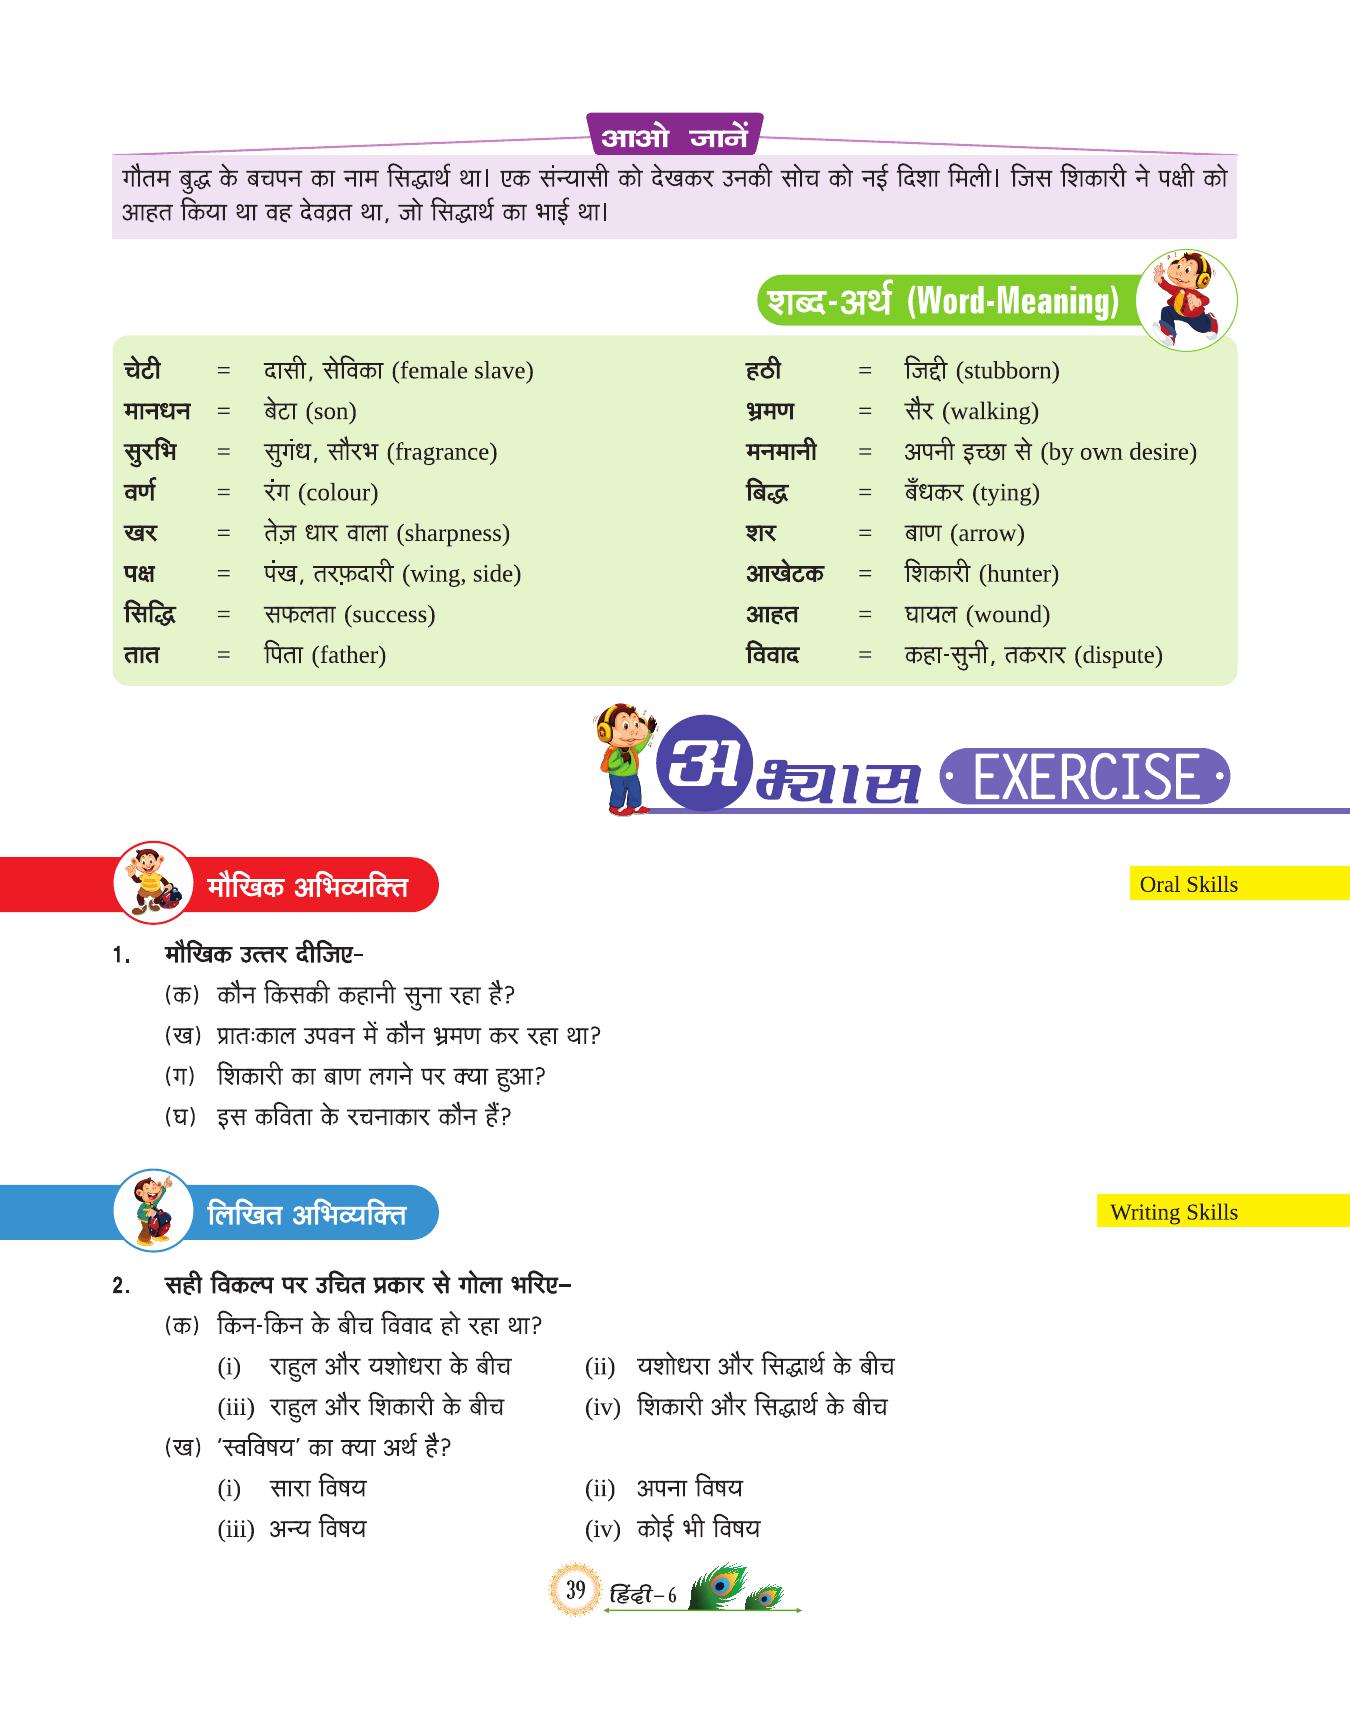 आओ जानें
गौतम बुद्ध के बचपन का नाम सिद्धार्थ था। एक संन्यासी को देखकर उनकी सोच को नई दिशा मिली। जिस शिकारी ने पक्षी को
आहत किया था वह देवव्रत था, जो सिद्धार्थ का भाई था।
शब्द-अर्थ (Word-Meaning)
चेटी = दासी, सेविका (female slave) हठी = जिद्दी (stubborn)
मानधन = बेटा (son) भ्रमण = सैर (walking)
सुरभि = सुगंध, सौरभ (fragrance) मनमानी = अपनी इच्छा से (by own desire)
वर्ण = रंग (colour) बिद्ध = बँधकर (tying)
खर = तेज़ धार वाला (sharpness) शर = बाण (arrow)
पक्ष = पंख, तरफ़दारी (wing, side) आखेटक = शिकारी (hunter)
सिद्धि = सफलता (success) आहत = घायल (wound)
तात = पिता (father) विवाद = कहा-सुनी, तकरार (dispute)
अभ्यास EXERCISE
मौखिक अभिव्यक्ति Oral Skills
1. मौखिक उत्तर दीजिए–
(क) कौन किसकी कहानी सुना रहा है?
(ख) प्रातःकाल उपवन में कौन भ्रमण कर रहा था?
(ग) शिकारी का बाण लगने पर क्या हुआ?
(घ) इस कविता के रचनाकार कौन हैं?
लिखित अभिव्यक्ति Writing Skills
2. सही विकल्प पर उचित प्रकार से गोला भरिए–
(क) किन-किन के बीच विवाद हो रहा था?
(i) राहुल और यशोधरा के बीच (ii) यशोधरा और सिद्धार्थ के बीच
(iii) राहुल और शिकारी के बीच (iv) शिकारी और सिद्धार्थ के बीच
(ख) ‘स्वविषय’ का क्या अर्थ है?
(i) सारा विषय (ii) अपना विषय
(iii) अन्य विषय (iv) कोई भी विषय
39 हिंदी–6